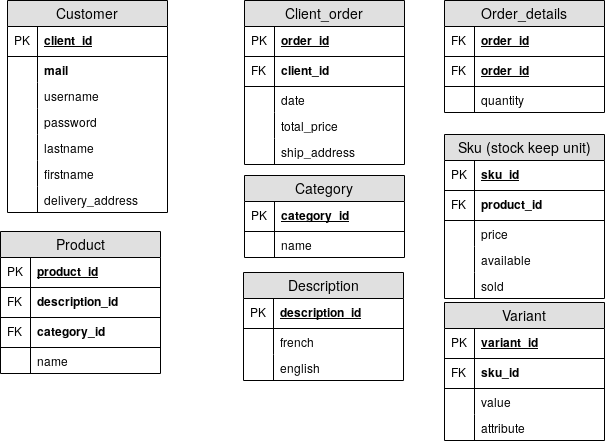 Customer
PK client_id
mail
username
password
lastname
firstname
delivery_address
Product
PK product_id
FK description_id
FK category_id
name
Client_order
PK order_id
FK client_id
date
total_price
ship_address
Category
PK category_id
name
Description
PK description_id
french
english
Order_details
FK order_id
FK order_id
quantity
Sku (stock keep unit)
PK sku_id
FK product_id
price
available
sold
Variant
PK variant_id
FK sku_id
value
attribute